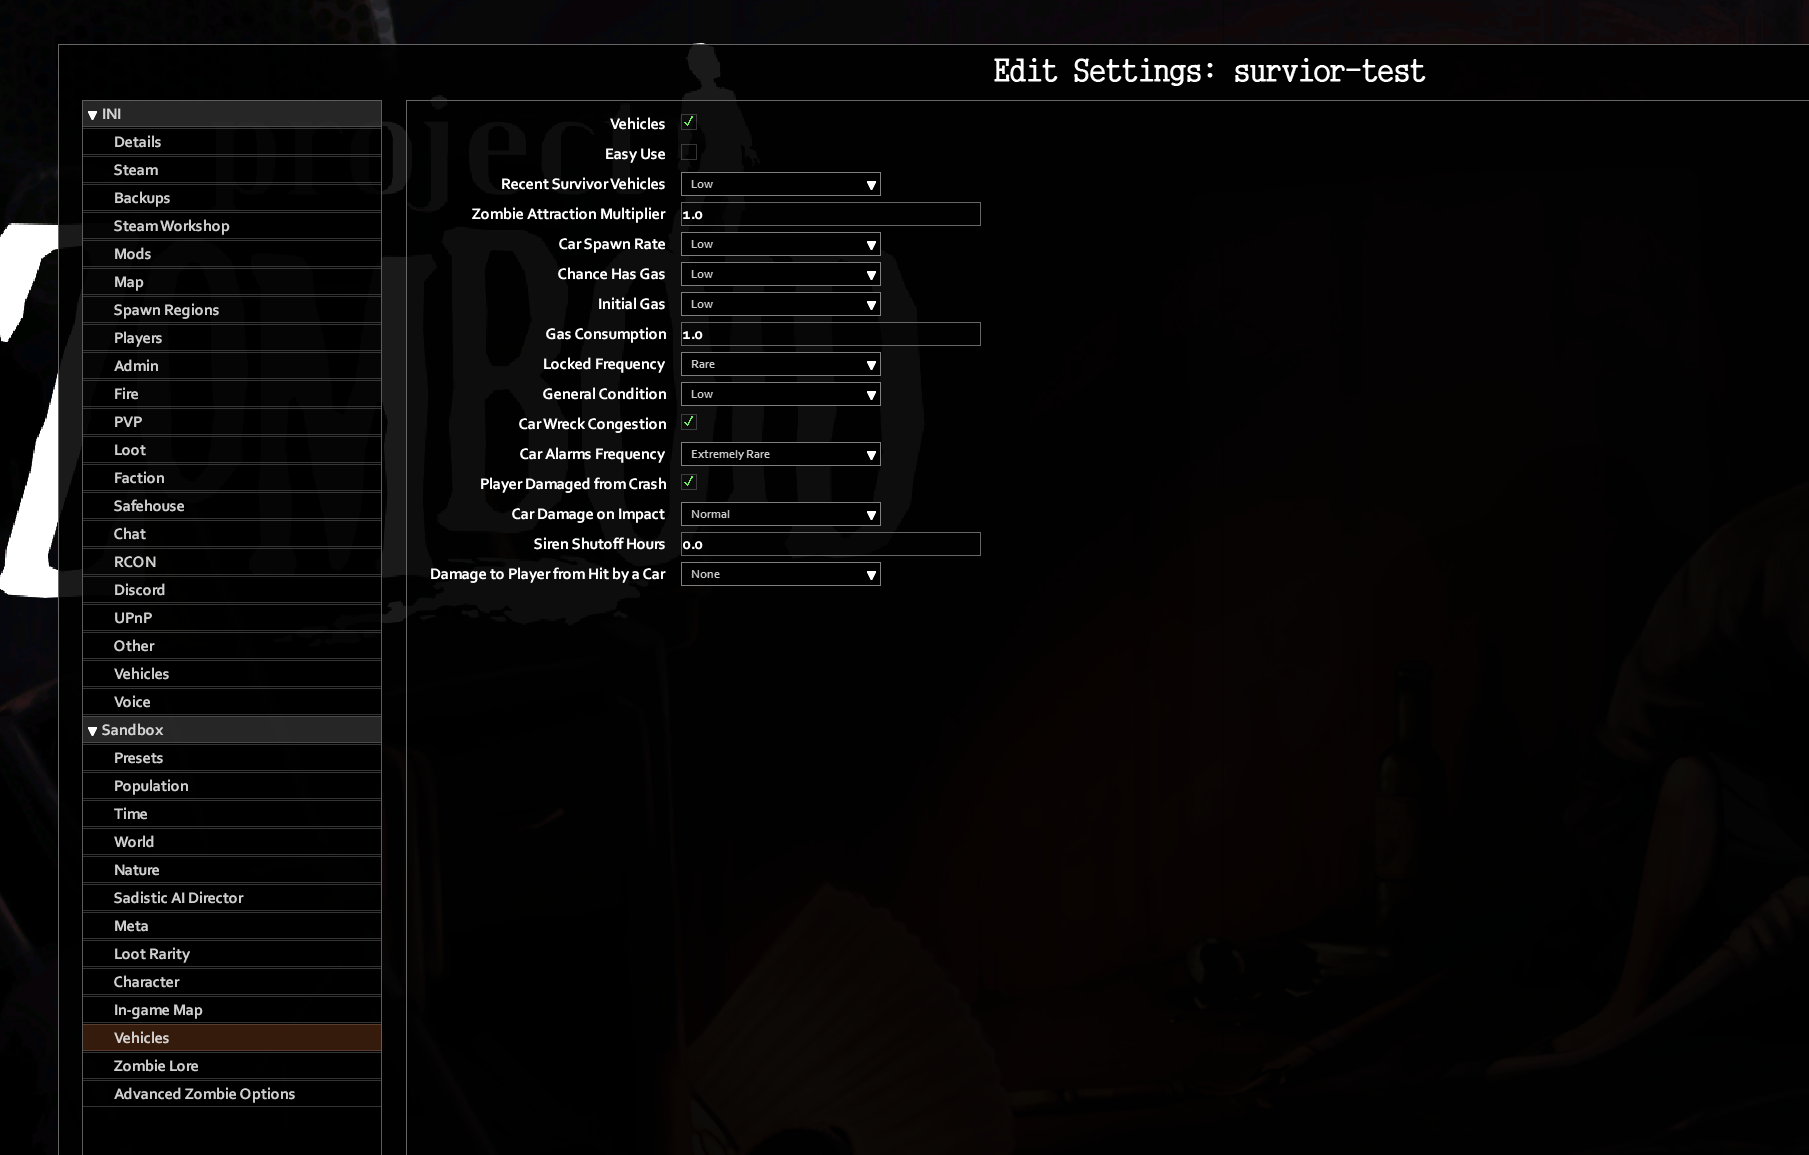 Edit Settings: survior-test
project
ZOMBOID
▼ INI
Details
Steam
Backups
Steam Workshop
Mods
Map
Spawn Regions
Players
Admin
Fire
PVP
Loot
Faction
Safehouse
Chat
RCON
Discord
UPnP
Other
Vehicles
Voice
▼ Sandbox
Presets
Population
Time
World
Nature
Sadistic AI Director
Meta
Loot Rarity
Character
In-game Map
Vehicles
Zombie Lore
Advanced Zombie Options
Vehicles ✓
Easy Use
Recent Survivor Vehicles Low
Zombie Attraction Multiplier 1.0
Car Spawn Rate Low
Chance Has Gas Low
Initial Gas Low
Gas Consumption 1.0
Locked Frequency Rare
General Condition Low
Car Wreck Congestion ✓
Car Alarms Frequency Extremely Rare
Player Damaged from Crash ✓
Car Damage on Impact Normal
Siren Shutoff Hours 0.0
Damage to Player from Hit by a Car None